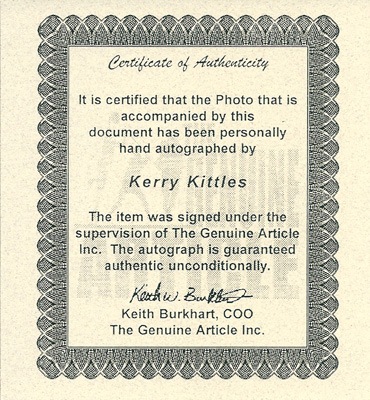 Certificate of Authenticity
It is certified that the Photo that is
accompanied by this
document has been personally
hand autographed by
Kerry Kittles
The item was signed under the
supervision of The Genuine Article
Inc. The autograph is guaranteed
authentic unconditionally.
Keith W. Burkhart
Keith Burkhart, COO
The Genuine Article Inc.